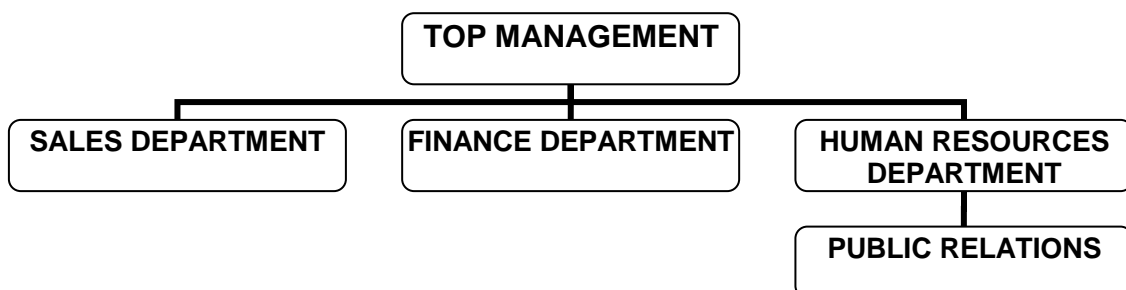 TOP MANAGEMENT
SALES DEPARTMENT
FINANCE DEPARTMENT
HUMAN RESOURCES
DEPARTMENT
PUBLIC RELATIONS